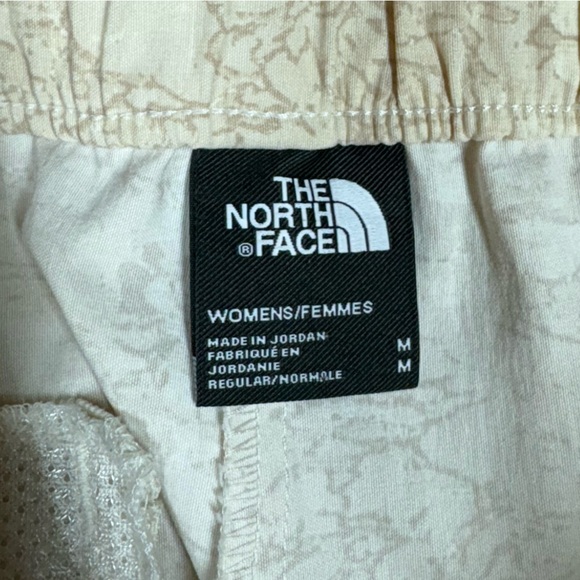 THE
NORTH
® FACE
WOMENS/FEMMES
MADE IN JORDAN
FABRIQUÉ EN
JORDANIE
REGULAR/NORMALE
M
M